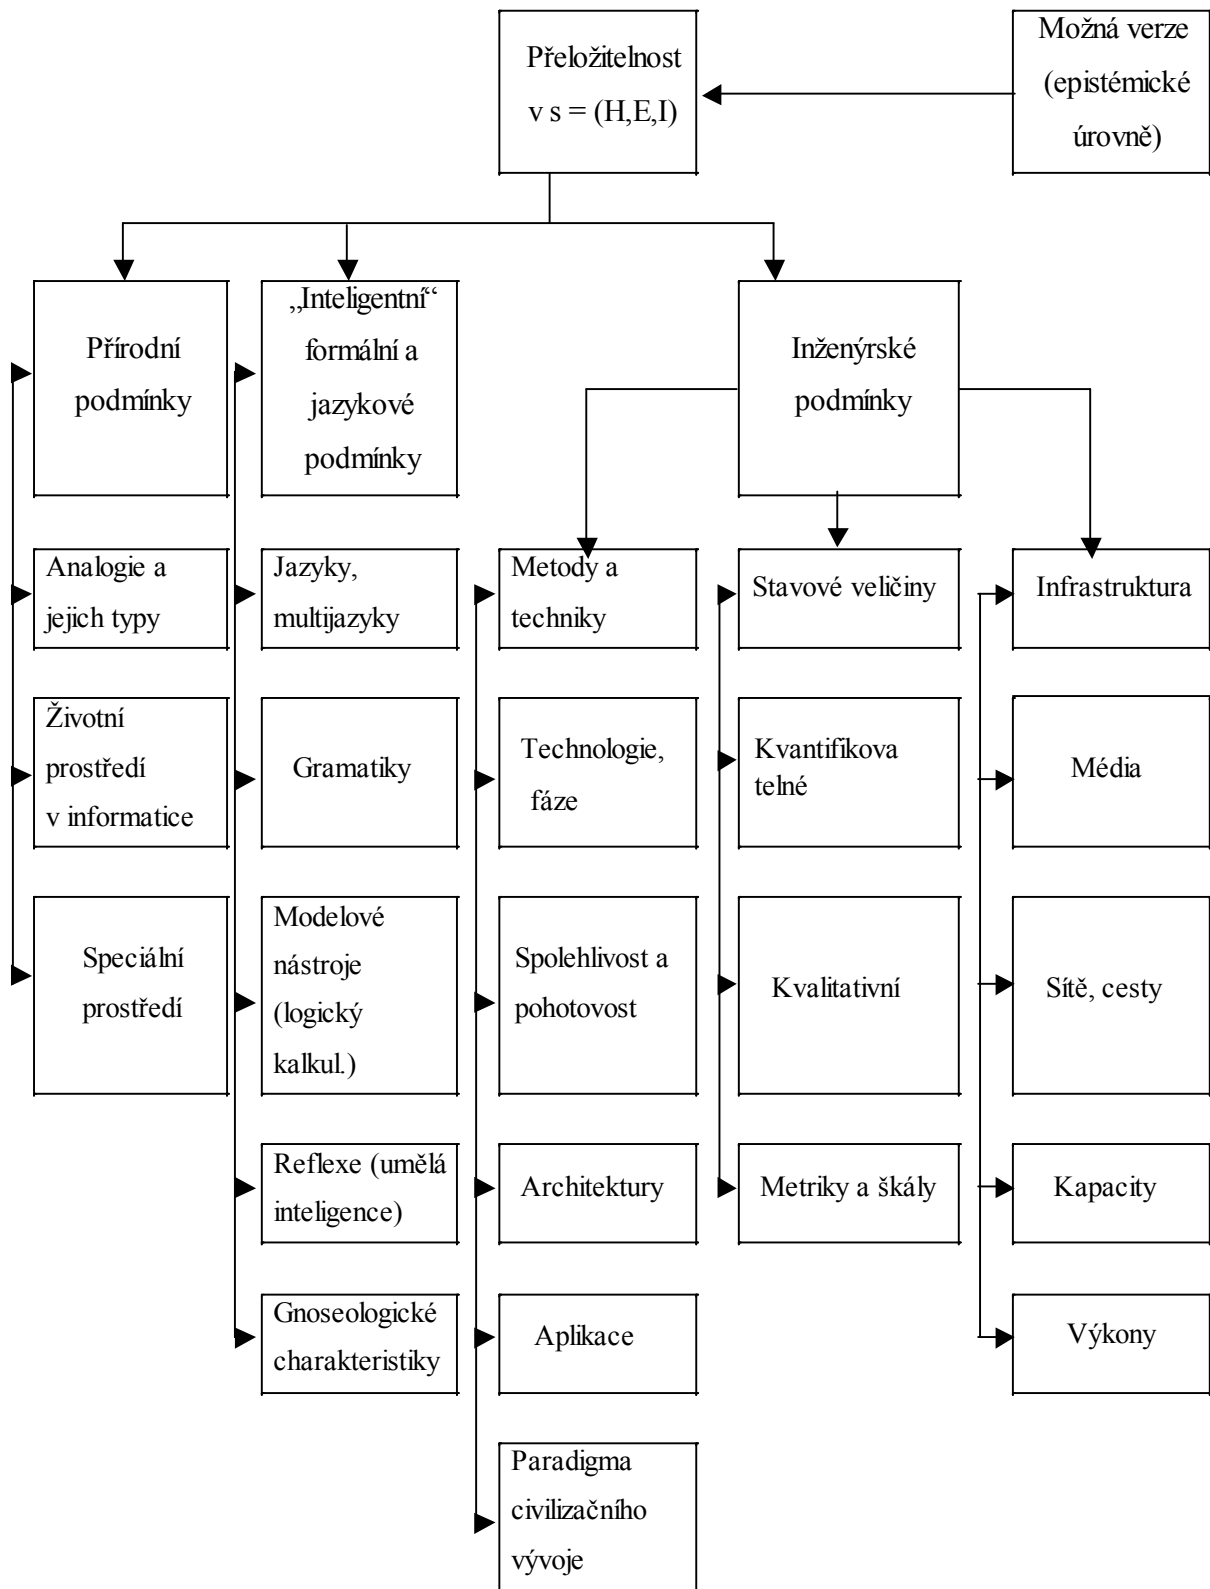 Přeložitelnost
v s = (H,E,I)
Možná verze
(epistémické
úrovně)
Přírodní
podmínky
„Inteligentní“
formální a
jazykové
podmínky
Inženýrské
podmínky
Analogie a
jejich typy
Jazyky,
multijazyky
Metody a
techniky
Stavové veličiny
Infrastruktura
Životní
prostředí
v informatice
Gramatiky
Technologie,
fáze
Kvantifikova
telné
Média
Speciální
prostředí
Modelové
nástroje
(logický
kalkul.)
Spolehlivost a
pohotovost
Kvalitativní
Sítě, cesty
Reflexe (umělá
inteligence)
Architektury
Metriky a škály
Kapacity
Gnoseologické
charakteristiky
Aplikace
Výkony
Paradigma
civilizačního
vývoje